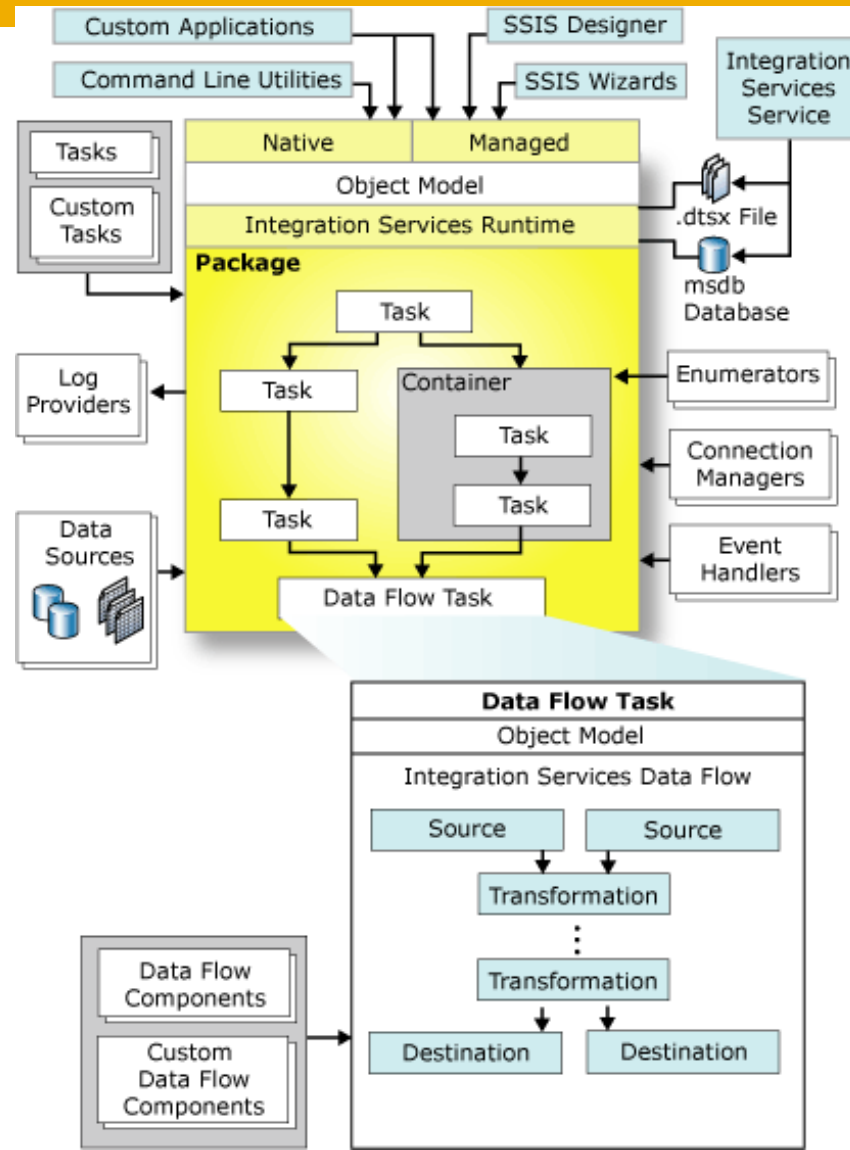 Custom Applications
SSIS Designer
Command Line Utilities
SSIS Wizards
Integration
Services
Service
Tasks
Custom
Tasks
Native
Managed
Object Model
Integration Services Runtime
.dtsx File
msdb
Database
Package
Task
Log
Providers
Task
Container
Enumerators
Task
Connection
Managers
Task
Task
Data
Sources
Event
Handlers
Data Flow Task
Data Flow Task
Object Model
Integration Services Data Flow
Source
Source
Transformation
Transformation
Data Flow
Components
Custom
Data Flow
Components
Destination
Destination